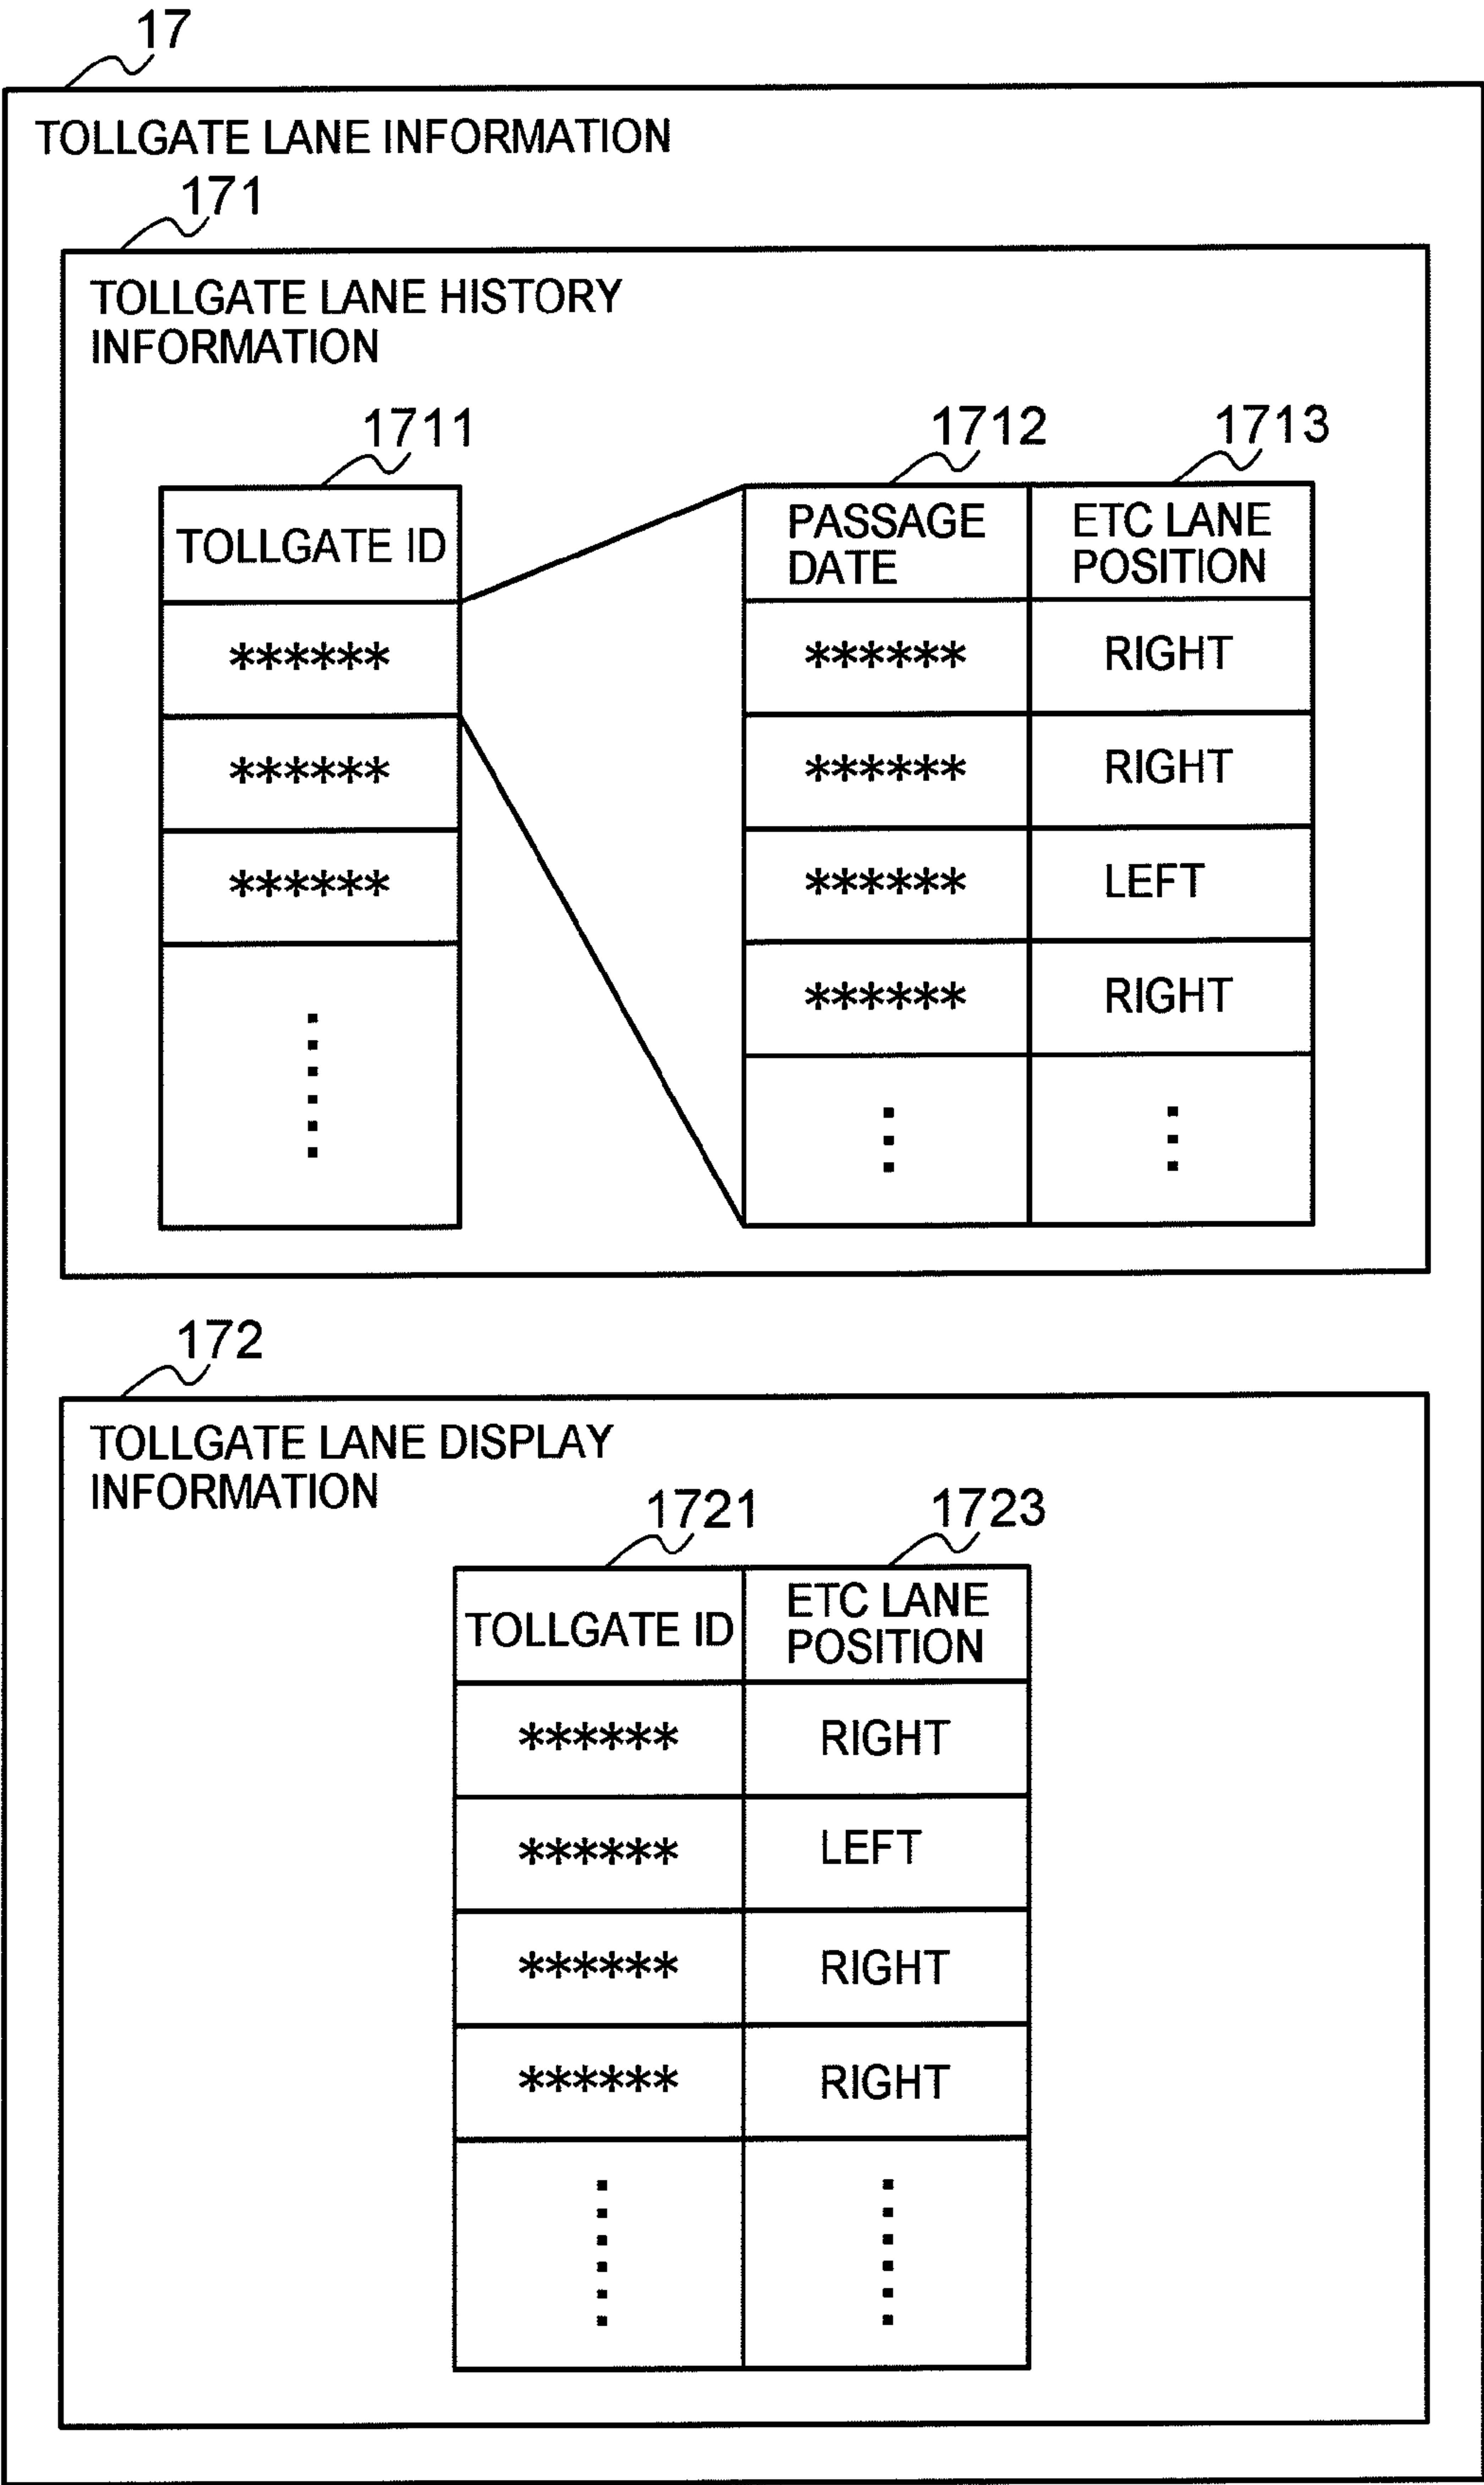 17
TOLLGATE LANE INFORMATION
171
TOLLGATE LANE HISTORY
INFORMATION
1711
1712
1713
TOLLGATE ID
PASSAGE
DATE
ETC LANE
POSITION
******
****** RIGHT
******
****** RIGHT
******
****** LEFT
****** RIGHT
172
TOLLGATE LANE DISPLAY
INFORMATION
1721
1723
TOLLGATE ID
ETC LANE
POSITION
****** RIGHT
****** LEFT
****** RIGHT
****** RIGHT